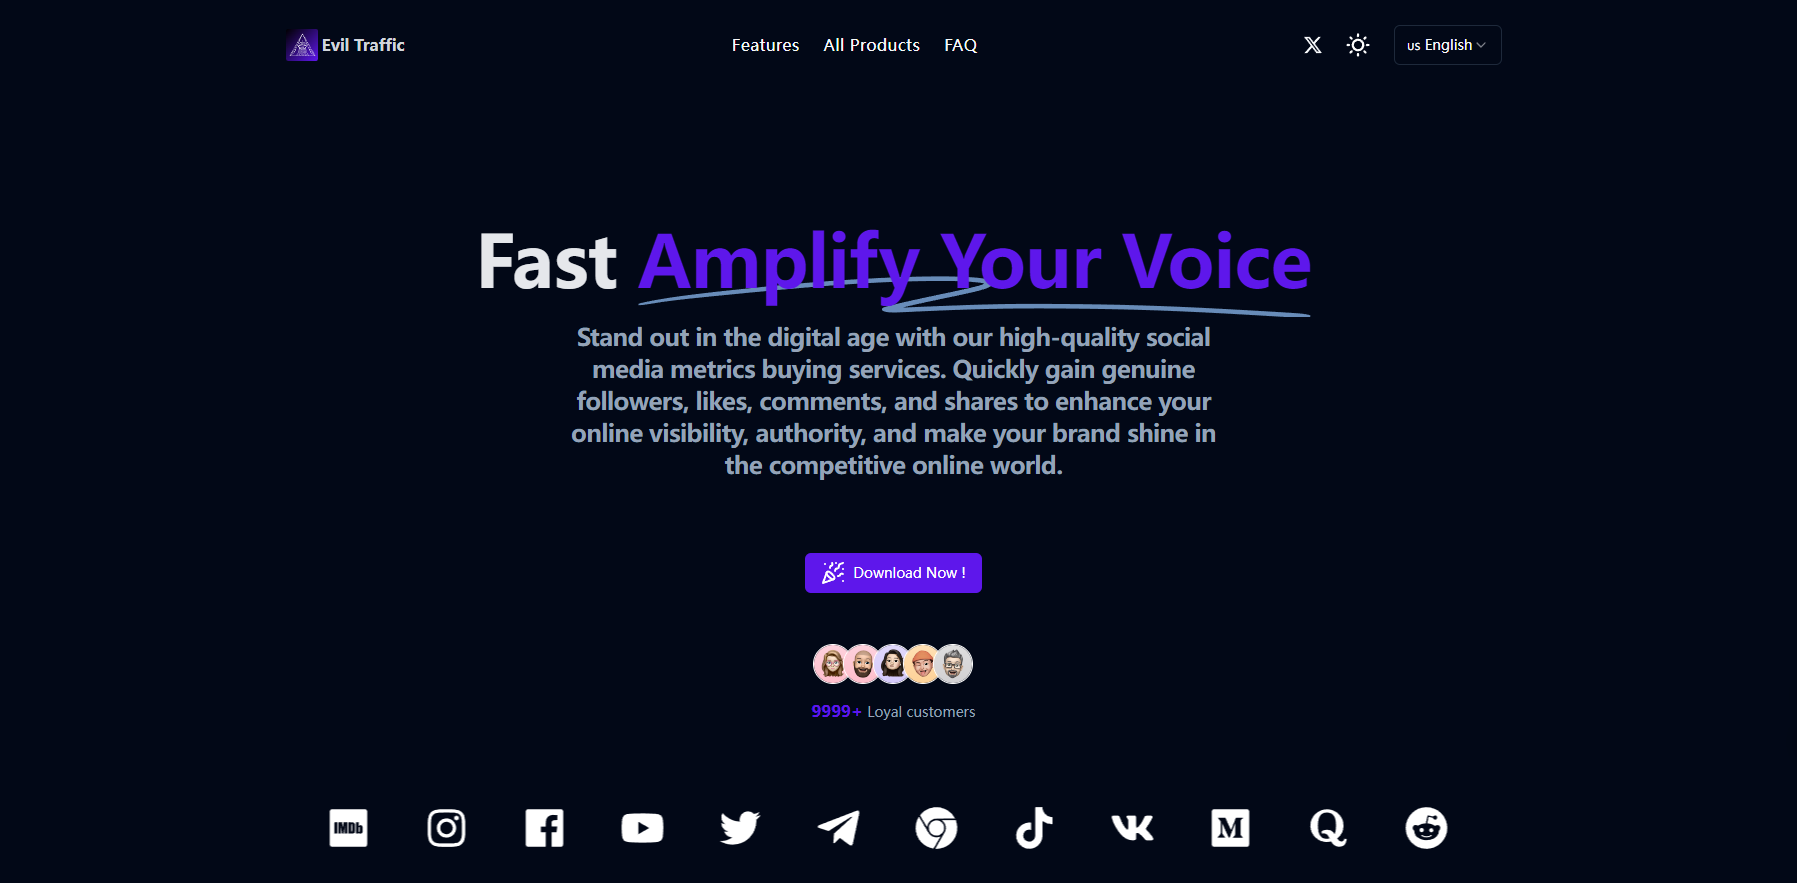 Evil Traffic
Features
All Products
FAQ
US English
Fast Amplify Your Voice
Stand out in the digital age with our high-quality social
media metrics buying services. Quickly gain genuine
followers, likes, comments, and shares to enhance your
online visibility, authority, and make your brand shine in
the competitive online world.
Download Now !
9999+ Loyal customers
IMDb
M
Q